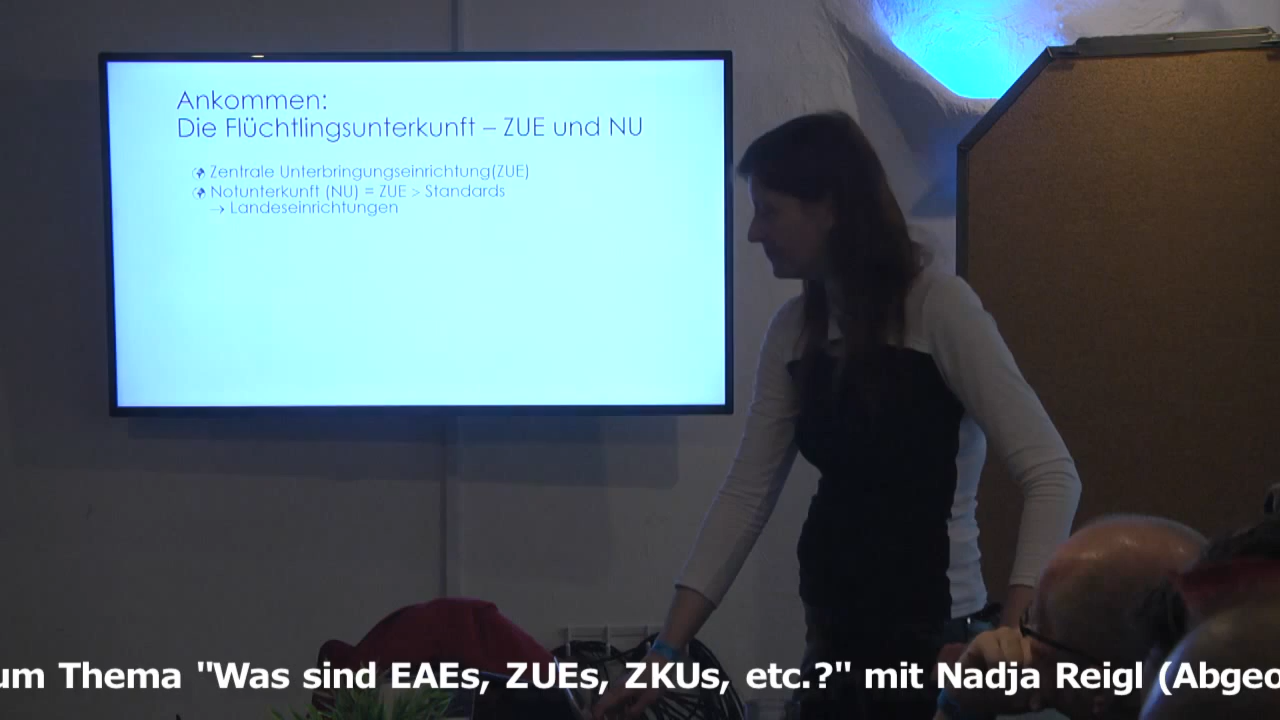 Ankommen:
Die Flüchtlingsunterkunft – ZUE und NU
Zentrale Unterbringungseinrichtung(ZUE)
Notunterkunft (NU) = ZUE > Standards
→ Landeseinrichtungen
um Thema "Was sind EAEs, ZUEs, ZKUs, etc.?" mit Nadja Reigl (Abgeo